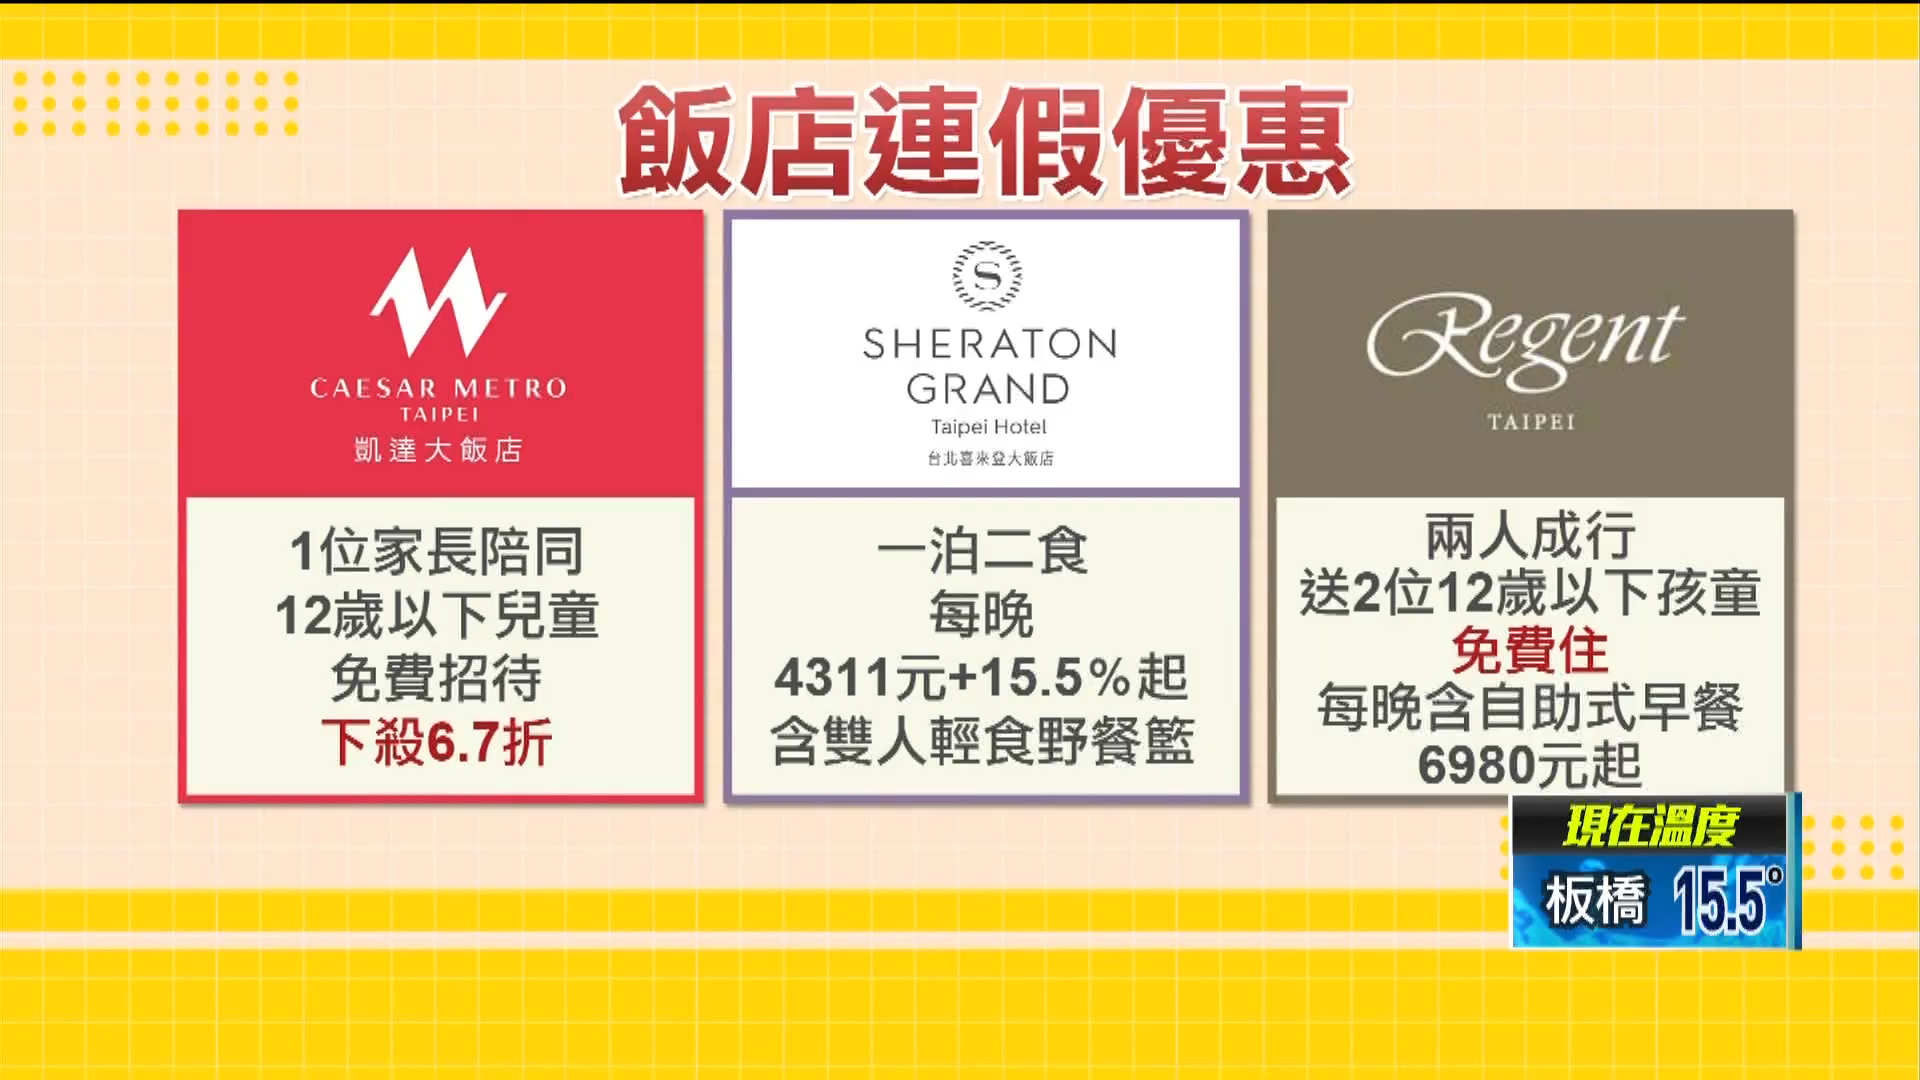 飯店連假優惠
CAESAR METRO
TAIPEI
凱達大飯店
1位家長陪同
12歲以下兒童
免費招待
下殺6.7折
S
SHERATON
GRAND
Taipei Hotel
台北喜來登大飯店
一泊二食
每晚
4311元+15.5%起
含雙人輕食野餐籃
Regent
TAIPEI
兩人成行
送2位12歲以下孩童
免費住
每晚含自助式早餐
6980元起
現在溫度
板橋 15.5°